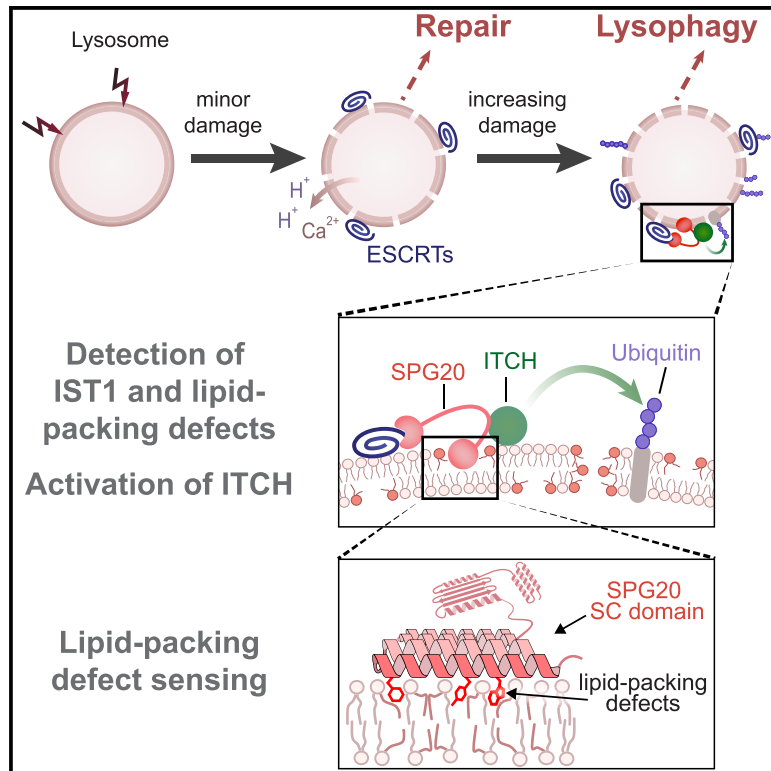 Repair
Lysophagy
Lysosome
minor
damage
increasing
damage
H+
H+
Ca2+
ESCRTs
Detection of
IST1 and lipid-
packing defects
Activation of ITCH
SPG20
ITCH
Ubiquitin
Lipid-packing
defect sensing
SPG20
SC domain
lipid-packing
defects